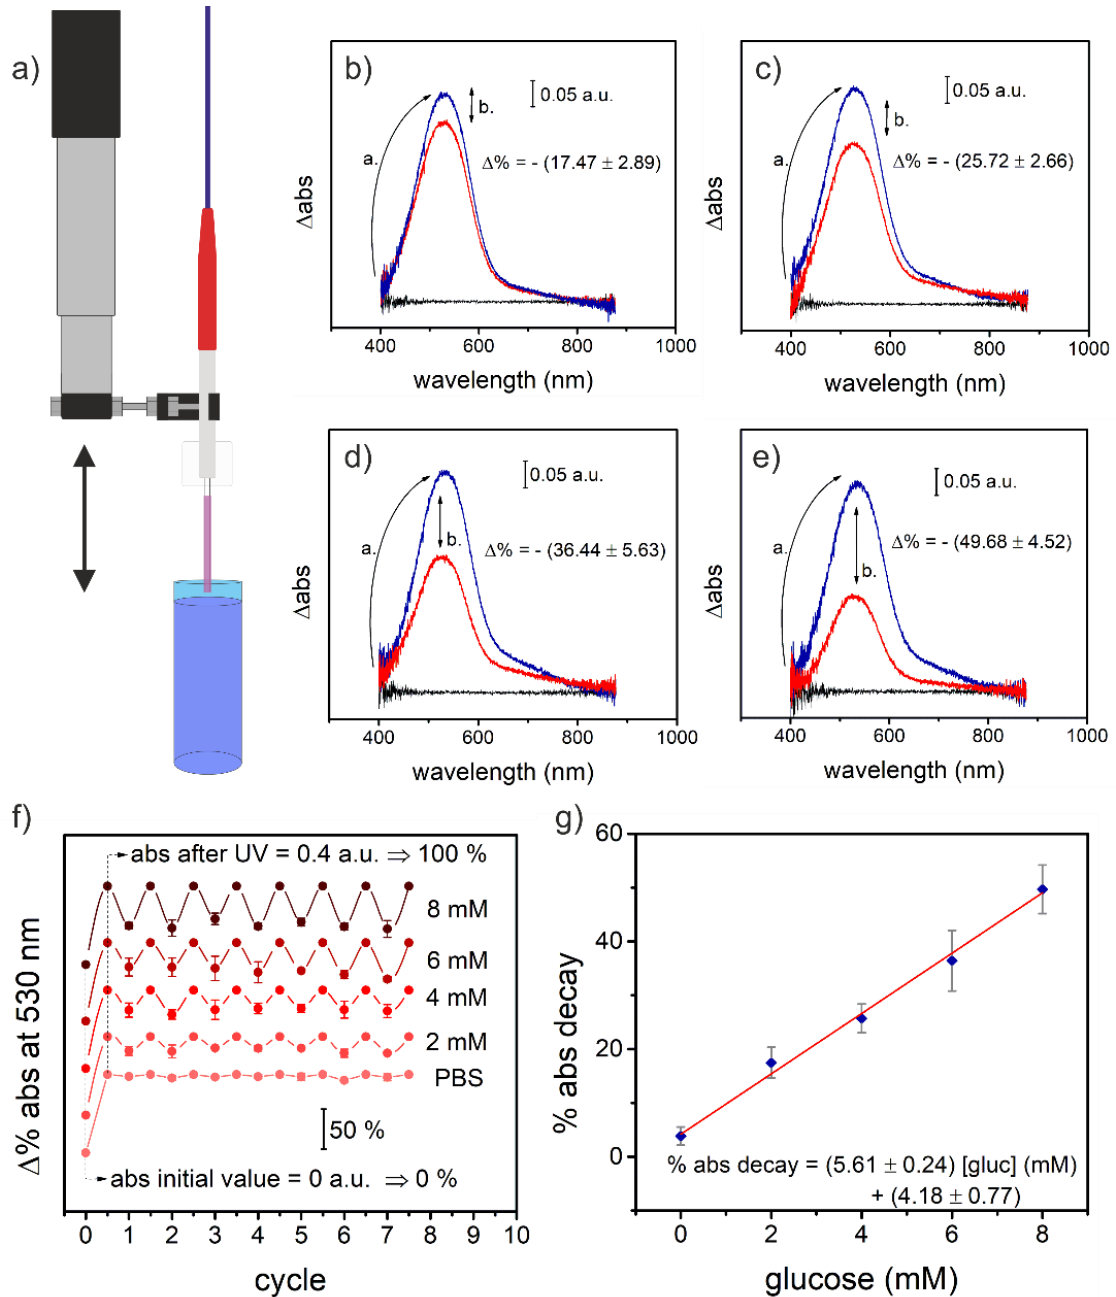 a)
b)
0.05 a.u.
a.
b.
Δ% = - (17.47 ± 2.89)
Δabs
400 600 800 1000
wavelength (nm)
c)
0.05 a.u.
a.
b.
Δ% = - (25.72 ± 2.66)
Δabs
400 600 800 1000
wavelength (nm)
d)
0.05 a.u.
a.
b.
Δ% = - (36.44 ± 5.63)
Δabs
400 600 800 1000
wavelength (nm)
e)
0.05 a.u.
a.
b.
Δ% = - (49.68 ± 4.52)
Δabs
400 600 800 1000
wavelength (nm)
f)
abs after UV = 0.4 a.u. ⇒ 100 %
8 mM
6 mM
4 mM
2 mM
PBS
50 %
abs initial value = 0 a.u. ⇒ 0 %
Δ% abs at 530 nm
0 1 2 3 4 5 6 7 8 9 10
cycle
g)
60
40
20
0
% abs decay
% abs decay = (5.61 ± 0.24) [gluc] (mM)
+ (4.18 ± 0.77)
0 2 4 6 8
glucose (mM)